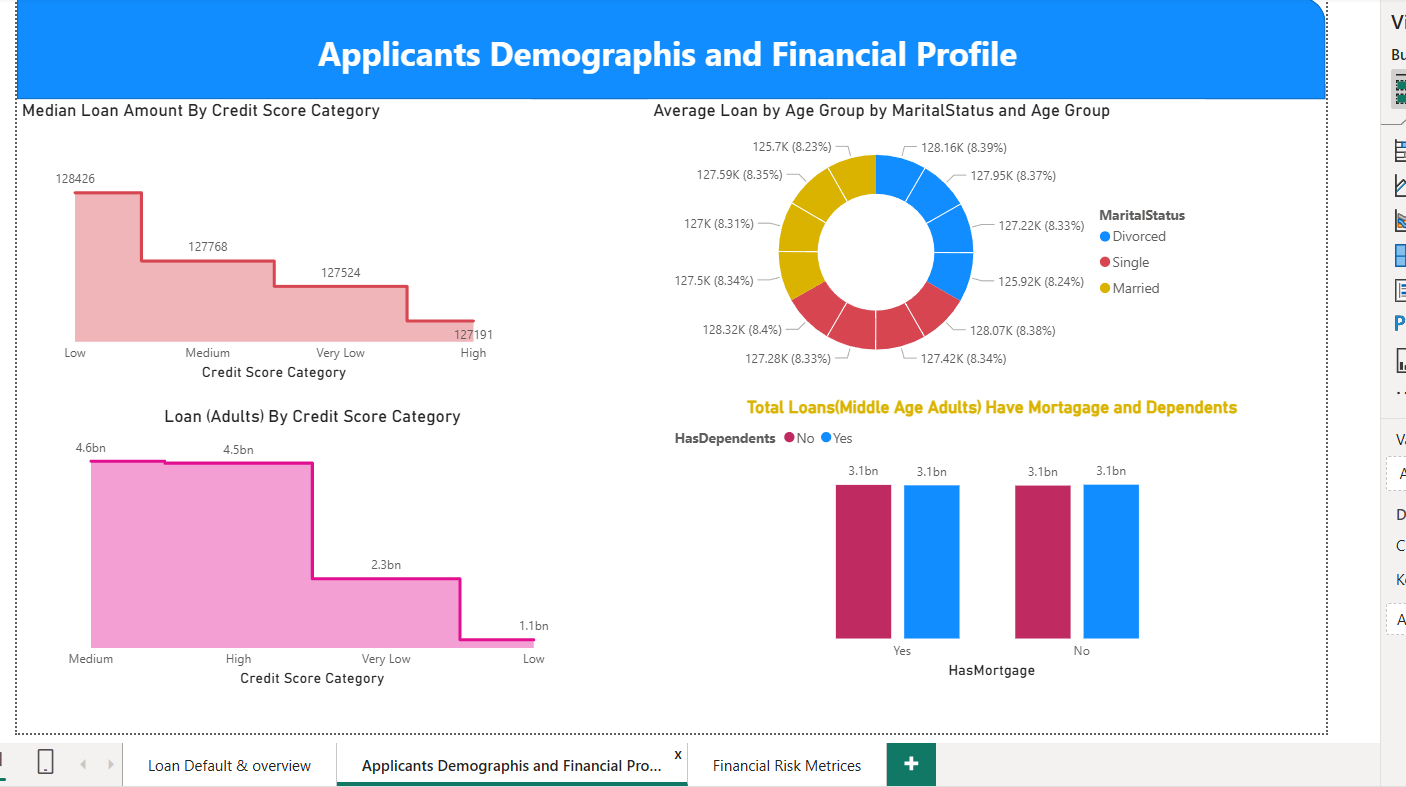 Applicants Demographis and Financial Profile
Median Loan Amount By Credit Score Category
128426
127768
127524
127191
Low
Medium
Very Low
High
Credit Score Category
Average Loan by Age Group by MaritalStatus and Age Group
125.7K (8.23%)
128.16K (8.39%)
127.59K (8.35%)
127.95K (8.37%)
127K (8.31%)
127.22K (8.33%)
127.5K (8.34%)
125.92K (8.24%)
128.32K (8.4%)
128.07K (8.38%)
127.28K (8.33%)
127.42K (8.34%)
MaritalStatus
Divorced
Single
Married
Loan (Adults) By Credit Score Category
4.6bn
4.5bn
2.3bn
1.1bn
Medium
High
Very Low
Low
Credit Score Category
Total Loans(Middle Age Adults) Have Mortagage and Dependents
HasDependents No Yes
3.1bn
3.1bn
3.1bn
3.1bn
Yes
No
HasMortgage
Loan Default & overview
Applicants Demographis and Financial Pro...
x
Financial Risk Metrices
+